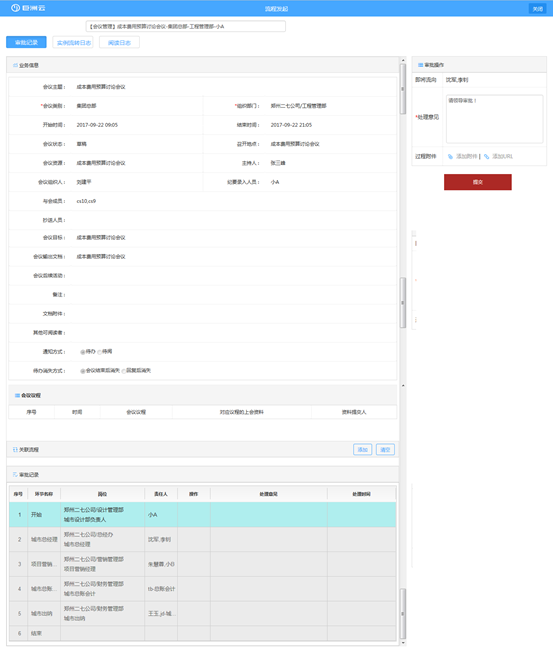 流程发起
关闭
【会议管理】成本费用预算讨论会议-集团总部-工程管理部-小A
审批记录 实例流转日志 阅读日志
业务信息
会议主题： 成本费用预算讨论会议
*会议类别： 集团总部 *组织部门： 郑州二七公司/工程管理部
开始时间： 2017-09-22 09:05 结束时间： 2017-09-22 21:05
会议状态： 草稿 召开地点： 成本费用预算讨论会议
会议资源： 成本费用预算讨论会议 主持人： 张三峰
会议组织人： 刘建平 纪要录入人员： 小A
与会成员： cs10,cs9
抄送人员：
会议目标： 成本费用预算讨论会议
会议输出文档： 成本费用预算讨论会议
会议后续活动：
备注：
文档附件：
其他可阅读者：
通知方式： 待办 待阅
待办消失方式： 会议结束后消失 回复后消失
会议议程
序号 时间 会议议程 对应议程的上会资料 资料提交人
关联流程 添加 清空
审批记录
序号 环节名称 岗位 责任人 操作 处理意见 处理时间
1 开始 郑州二七公司/设计管理部 小A
城市设计部负责人
2 城市总经理 郑州二七公司/总经办 沈军,李钊
城市总经理
3 项目营销... 郑州二七公司/营销管理部
项目营销经理
4 城市总账... 郑州二七公司/财务管理部 tb-总账会计
城市总账会计
5 城市出纳 郑州二七公司/财务管理部 王玉,jd-城...
城市出纳
6 结束
审批操作
即将流向 沈军,李钊
*处理意见 请领导审批！
过程附件 添加附件 | 添加URL
提交